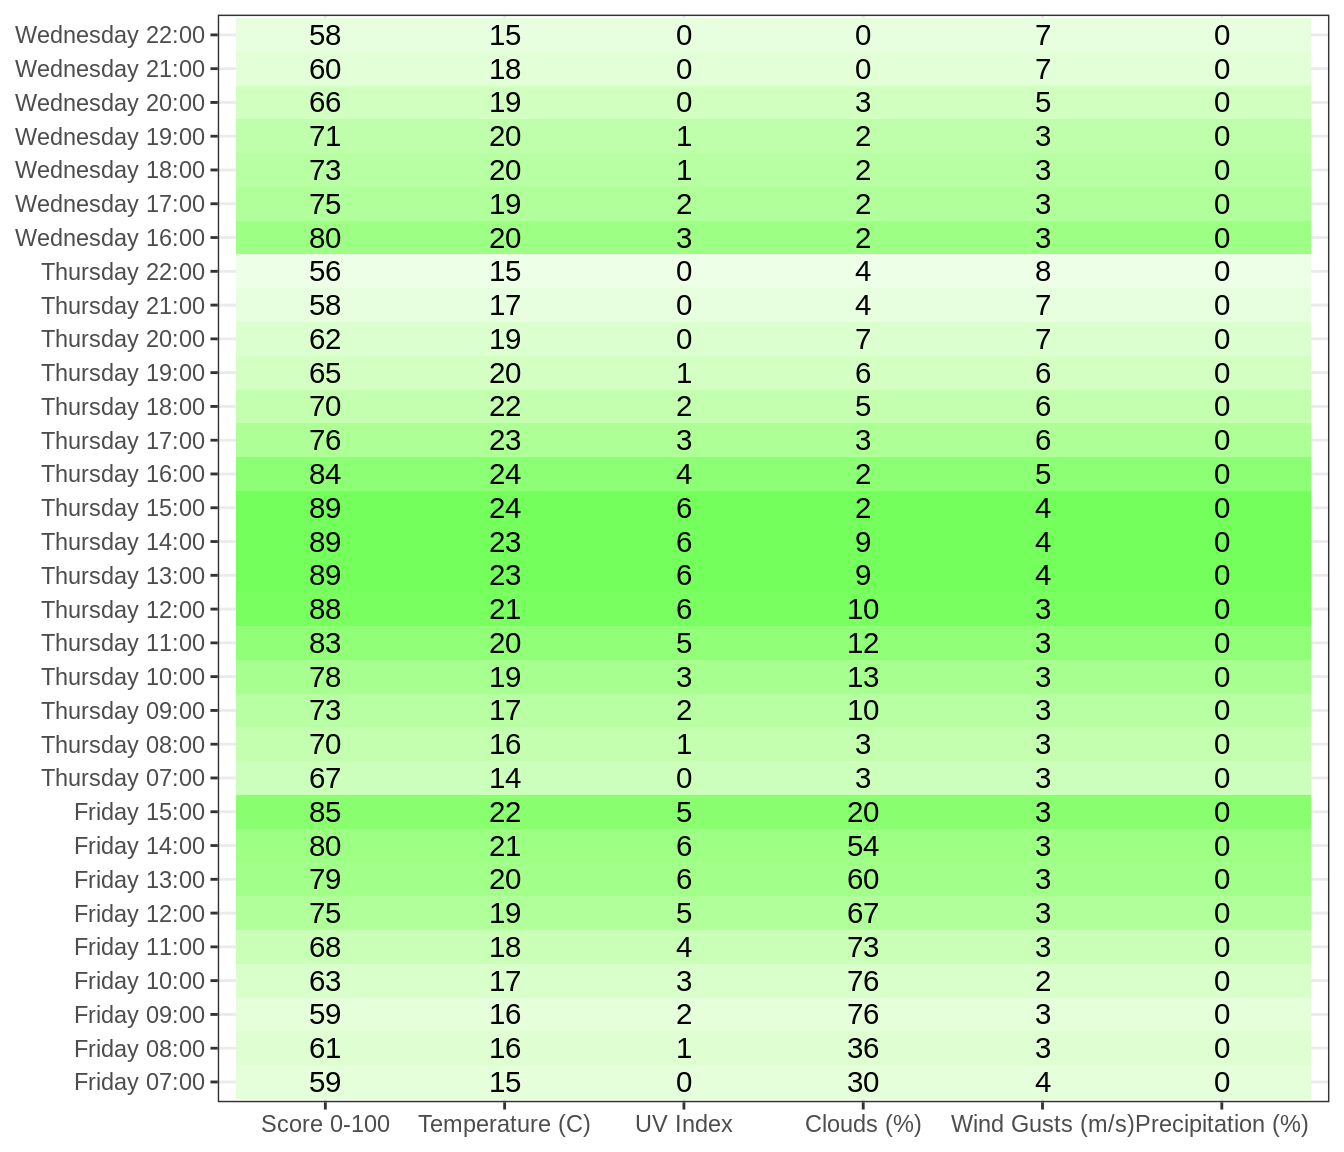 Wednesday 22:00 58 15 0 0 7 0
Wednesday 21:00 60 18 0 0 7 0
Wednesday 20:00 66 19 0 3 5 0
Wednesday 19:00 71 20 1 2 3 0
Wednesday 18:00 73 20 1 2 3 0
Wednesday 17:00 75 19 2 2 3 0
Wednesday 16:00 80 20 3 2 3 0
Thursday 22:00 56 15 0 4 8 0
Thursday 21:00 58 17 0 4 7 0
Thursday 20:00 62 19 0 7 7 0
Thursday 19:00 65 20 1 6 6 0
Thursday 18:00 70 22 2 5 6 0
Thursday 17:00 76 23 3 3 6 0
Thursday 16:00 84 24 4 2 5 0
Thursday 15:00 89 24 6 2 4 0
Thursday 14:00 89 23 6 9 4 0
Thursday 13:00 89 23 6 9 4 0
Thursday 12:00 88 21 6 10 3 0
Thursday 11:00 83 20 5 12 3 0
Thursday 10:00 78 19 3 13 3 0
Thursday 09:00 73 17 2 10 3 0
Thursday 08:00 70 16 1 3 3 0
Thursday 07:00 67 14 0 3 3 0
Friday 15:00 85 22 5 20 3 0
Friday 14:00 80 21 6 54 3 0
Friday 13:00 79 20 6 60 3 0
Friday 12:00 75 19 5 67 3 0
Friday 11:00 68 18 4 73 3 0
Friday 10:00 63 17 3 76 2 0
Friday 09:00 59 16 2 76 3 0
Friday 08:00 61 16 1 36 3 0
Friday 07:00 59 15 0 30 4 0
Score 0-100 Temperature (C) UV Index Clouds (%) Wind Gusts (m/s) Precipitation (%)